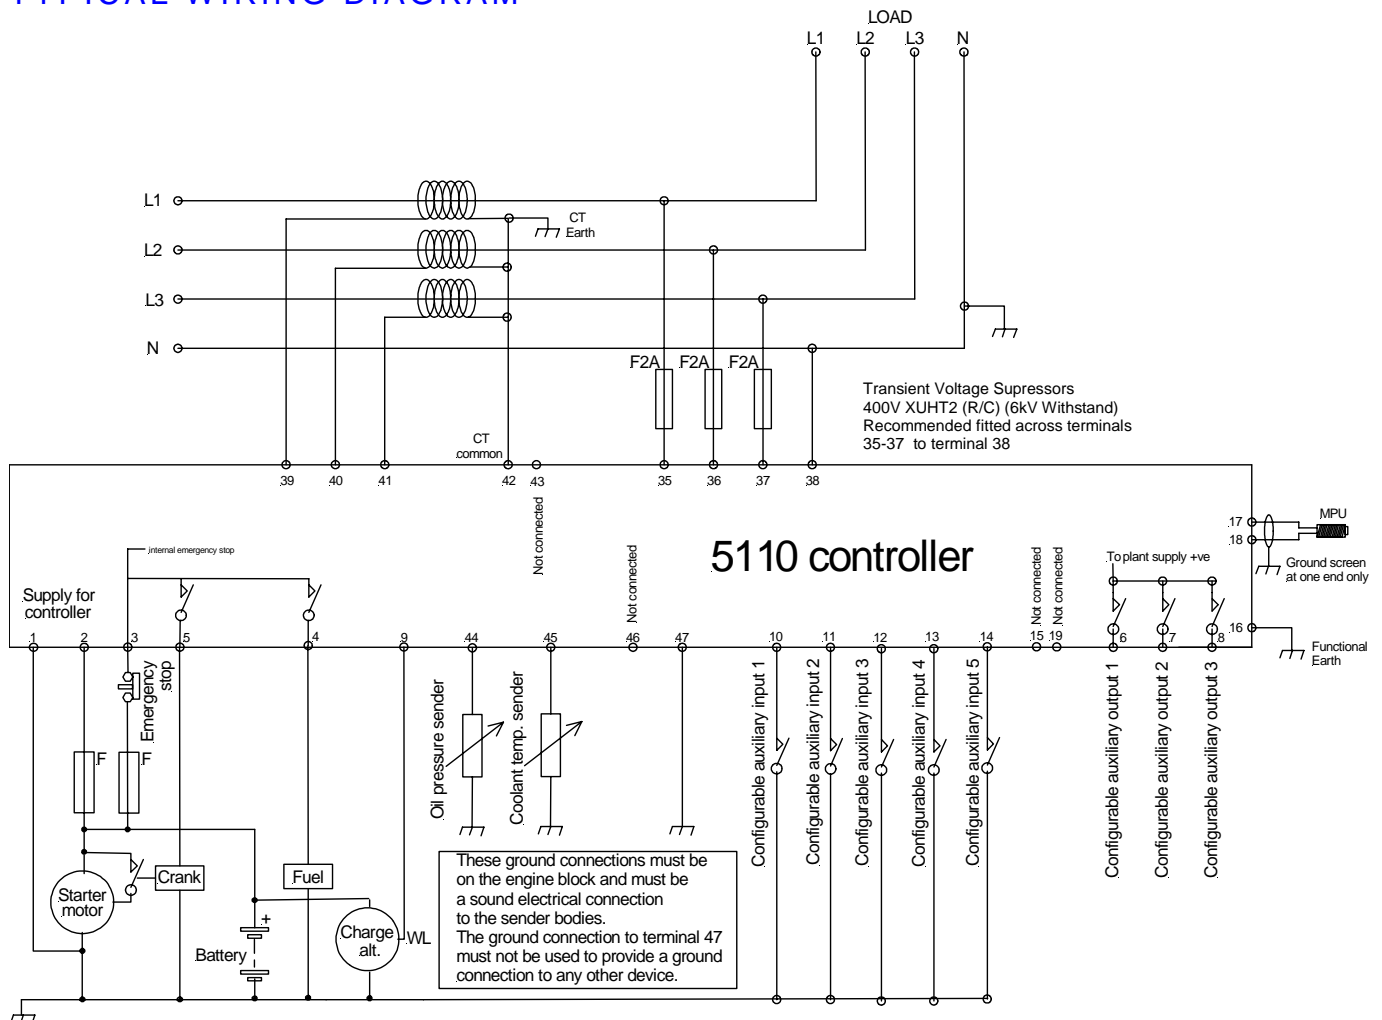 TYPICAL WIRING DIAGRAM
LOAD
L1 L2 L3 N
L1
CT
Earth
L2
L3
N
F2A F2A F2A
Transient Voltage Supressors
400V XUHT2 (R/C) (6kV Withstand)
Recommended fitted across terminals
35-37 to terminal 38
CT
common
39 40 41 42 43 35 36 37 38
Not connected
17
18
MPU
Ground screen
at one end only
internal emergency stop
5110 controller
Not connected
Not connected
Not connected
To plant supply +ve
Supply for
controller
1 2 3 5 4 9 44 45 46 47 10 11 12 13 14 15 19 6 7 8
16
Functional
Earth
Emergency
stop
F F
Oil pressure sender
Coolant temp. sender
Configurable auxiliary input 1
Configurable auxiliary input 2
Configurable auxiliary input 3
Configurable auxiliary input 4
Configurable auxiliary input 5
Configurable auxiliary output 1
Configurable auxiliary output 2
Configurable auxiliary output 3
Starter
motor
Crank
Fuel
Battery
+
Charge
alt.
WL
These ground connections must be
on the engine block and must be
a sound electrical connection
to the sender bodies.
The ground connection to terminal 47
must not be used to provide a ground
connection to any other device.